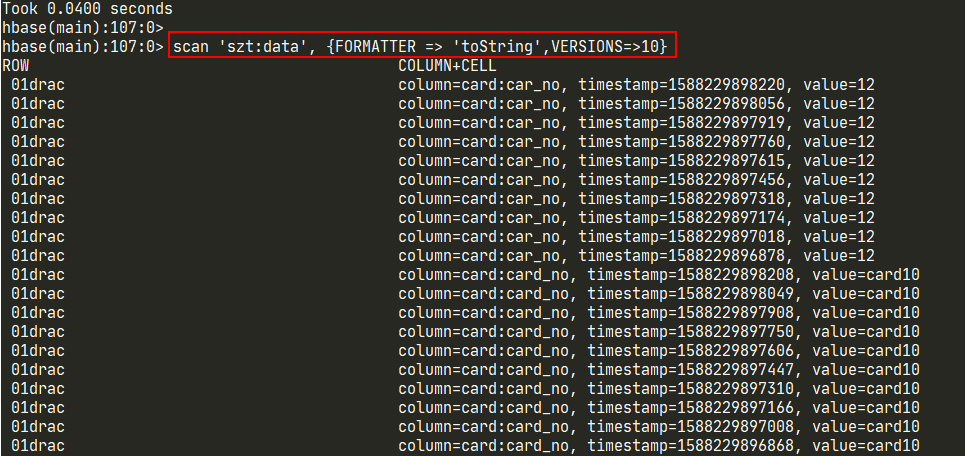 Took 0.0400 seconds
hbase(main):107:0>
hbase(main):107:0> scan 'szt:data', {FORMATTER => 'toString',VERSIONS=>10}
ROW COLUMN+CELL
01drac column=card:car_no, timestamp=1588229898220, value=12
01drac column=card:car_no, timestamp=1588229898056, value=12
01drac column=card:car_no, timestamp=1588229897919, value=12
01drac column=card:car_no, timestamp=1588229897760, value=12
01drac column=card:car_no, timestamp=1588229897615, value=12
01drac column=card:car_no, timestamp=1588229897456, value=12
01drac column=card:car_no, timestamp=1588229897318, value=12
01drac column=card:car_no, timestamp=1588229897174, value=12
01drac column=card:car_no, timestamp=1588229897018, value=12
01drac column=card:car_no, timestamp=1588229896878, value=12
01drac column=card:card_no, timestamp=1588229898208, value=card10
01drac column=card:card_no, timestamp=1588229898049, value=card10
01drac column=card:card_no, timestamp=1588229897908, value=card10
01drac column=card:card_no, timestamp=1588229897750, value=card10
01drac column=card:card_no, timestamp=1588229897606, value=card10
01drac column=card:card_no, timestamp=1588229897447, value=card10
01drac column=card:card_no, timestamp=1588229897310, value=card10
01drac column=card:card_no, timestamp=1588229897166, value=card10
01drac column=card:card_no, timestamp=1588229897008, value=card10
01drac column=card:card_no, timestamp=1588229896868, value=card10